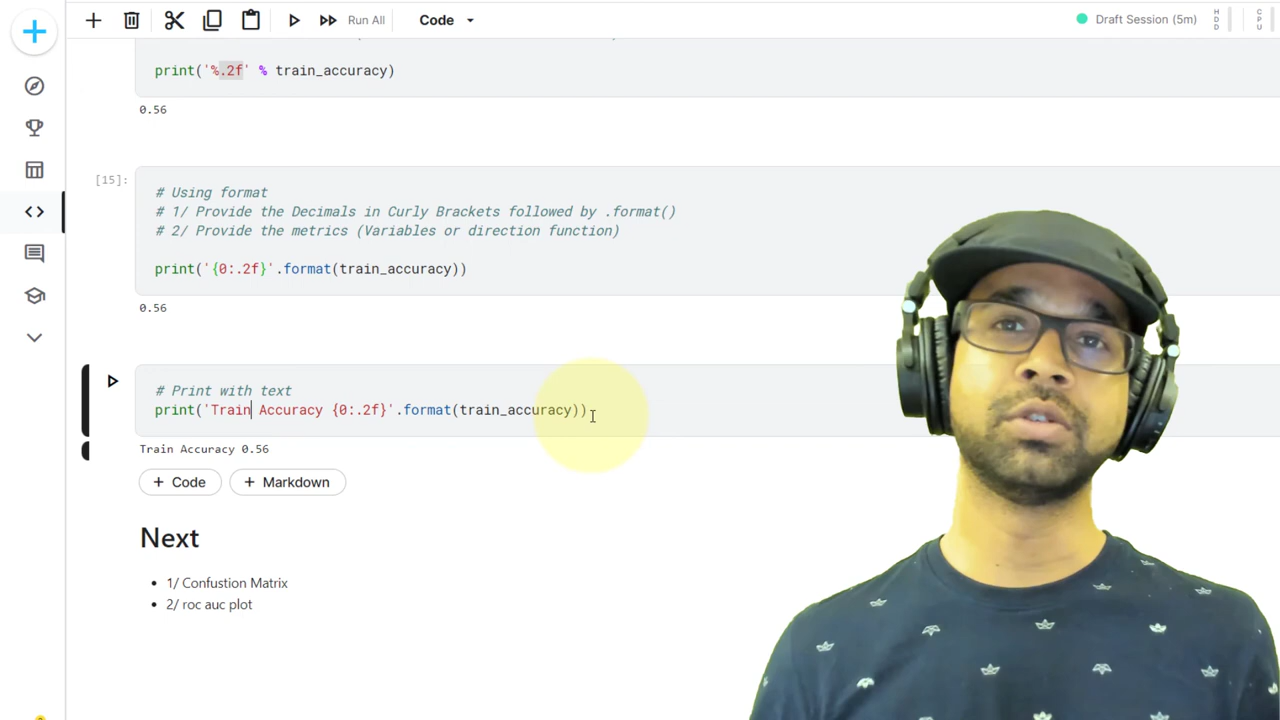 Run All
Code
Draft Session (5m)
HDD
CPU
print('%.2f' % train_accuracy)
0.56
[15]:
# Using format
# 1/ Provide the Decimals in Curly Brackets followed by .format()
# 2/ Provide the metrics (Variables or direction function)
print('{0:.2f}'.format(train_accuracy))
0.56
# Print with text
print('Train Accuracy {0:.2f}'.format(train_accuracy))
Train Accuracy 0.56
+ Code
+ Markdown
Next
• 1/ Confustion Matrix
• 2/ roc auc plot